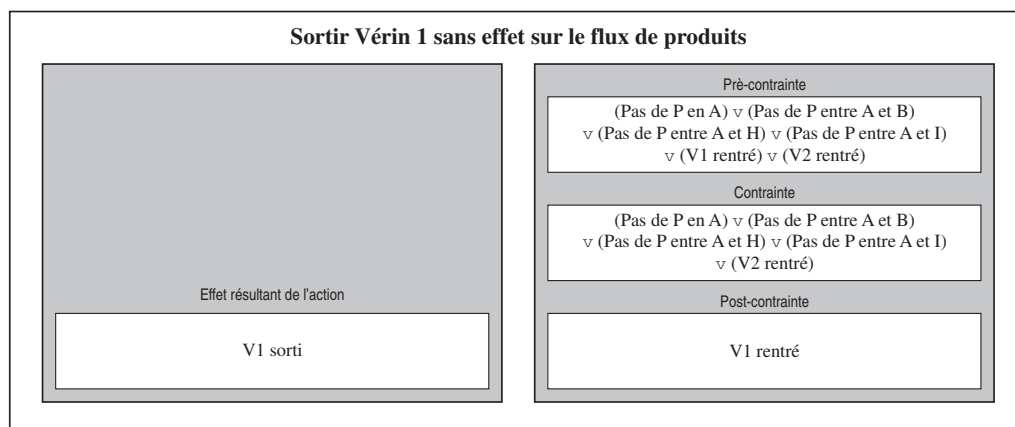 Sortir Vérin 1 sans effet sur le flux de produits
Effet résultant de l'action
V1 sorti
Prè-contrainte
(Pas de P en A) ∨ (Pas de P entre A et B)
∨ (Pas de P entre A et H) ∨ (Pas de P entre A et I)
∨ (V1 rentré) ∨ (V2 rentré)
Contrainte
(Pas de P en A) ∨ (Pas de P entre A et B)
∨ (Pas de P entre A et H) ∨ (Pas de P entre A et I)
∨ (V2 rentré)
Post-contrainte
V1 rentré